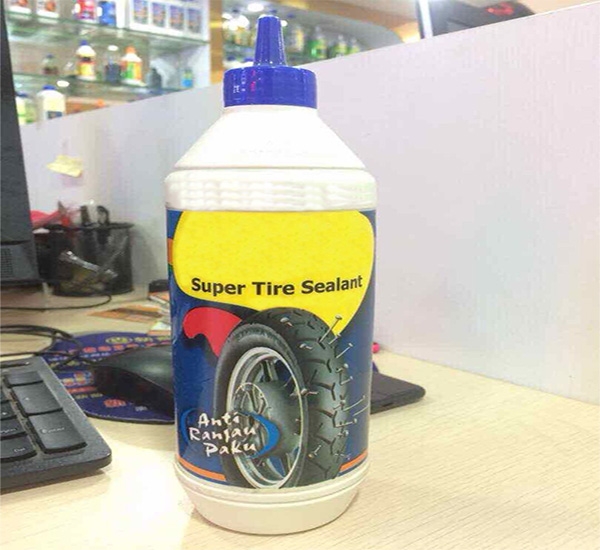 Super Tire Sealant
Anti
Ranjau
Paku